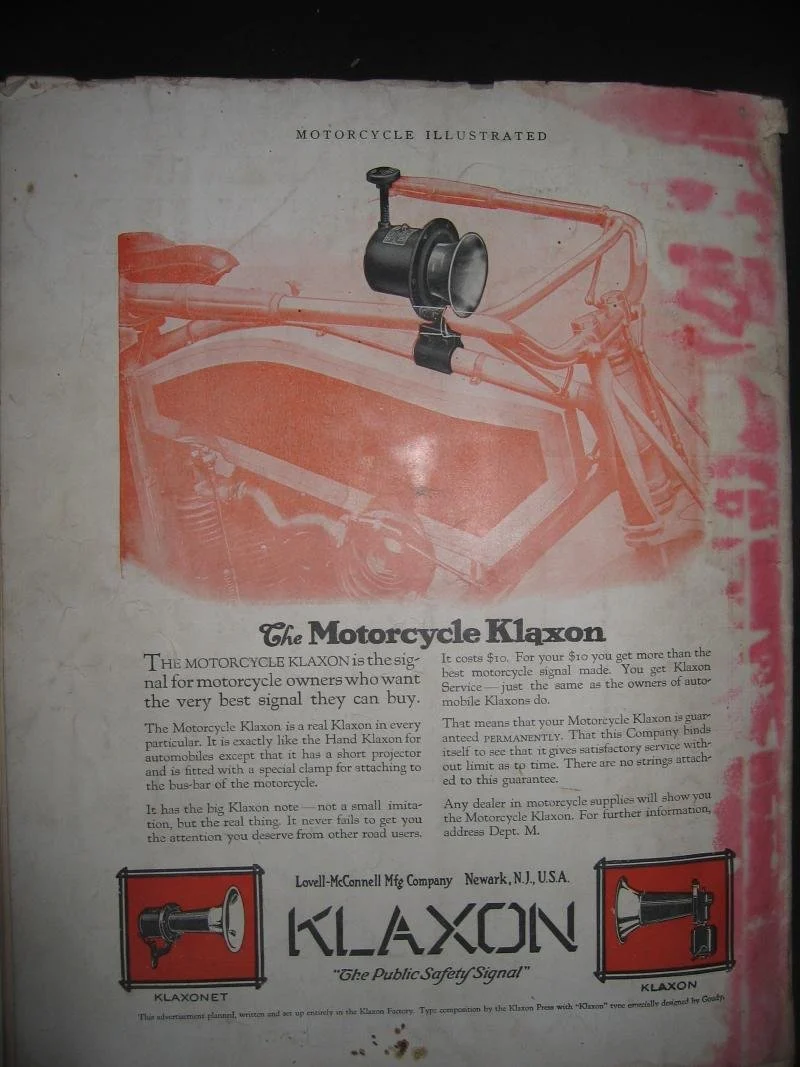 MOTORCYCLE ILLUSTRATED
The Motorcycle Klaxon
THE MOTORCYCLE KLAXON is the sig-
nal for motorcycle owners who want
the very best signal they can buy.
The Motorcycle Klaxon is a real Klaxon in every
particular. It is exactly like the Hand Klaxon for
automobiles except that it has a short projector
and is fitted with a special clamp for attaching to
the bus-bar of the motorcycle.
It has the big Klaxon note—not a small imita-
tion, but the real thing. It never fails to get you
the attention you deserve from other road users.
It costs $10. For your $10 you get more than the
best motorcycle signal made. You get Klaxon
Service—just the same as the owners of auto-
mobile Klaxons do.
That means that your Motorcycle Klaxon is guar-
anteed PERMANENTLY. That this Company binds
itself to see that it gives satisfactory service with-
out limit as to time. There are no strings attach-
ed to this guarantee.
Any dealer in motorcycle supplies will show you
the Motorcycle Klaxon. For further information,
address Dept. M.
Lovell-McConnell Mfg Company Newark, N.J., U.S.A.
KLAXON
"The Public Safety Signal"
KLAXONET
KLAXON
This advertisement planned, written and set up entirely in the Klaxon Factory. Type composition by the Klaxon Press with "Klaxon" type especially designed by Goudy.